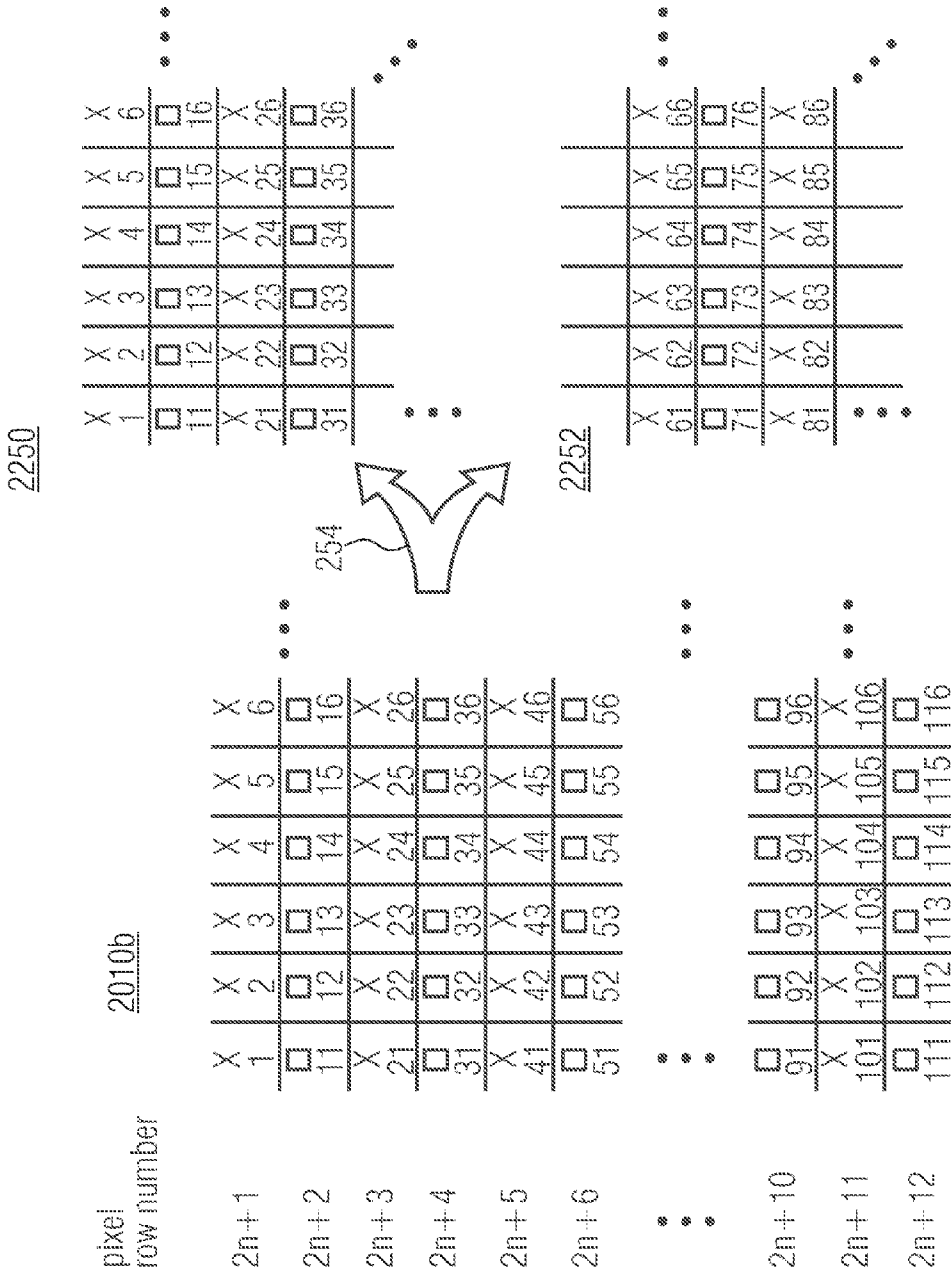 2010b
pixel
row number
2n+1
X X X X X X
1 2 3 4 5 6
2n+2
□ □ □ □ □ □
11 12 13 14 15 16
2n+3
X X X X X X
21 22 23 24 25 26
2n+4
□ □ □ □ □ □
31 32 33 34 35 36
2n+5
X X X X X X
41 42 43 44 45 46
2n+6
□ □ □ □ □ □
51 52 53 54 55 56
2n+10
□ □ □ □ □ □
91 92 93 94 95 96
2n+11
X X X X X X
101 102 103 104 105 106
2n+12
□ □ □ □ □ □
111 112 113 114 115 116
254
2250
X X X X X X
1 2 3 4 5 6
□ □ □ □ □ □
11 12 13 14 15 16
X X X X X X
21 22 23 24 25 26
□ □ □ □ □ □
31 32 33 34 35 36
2252
X X X X X X
61 62 63 64 65 66
□ □ □ □ □ □
71 72 73 74 75 76
X X X X X X
81 82 83 84 85 86